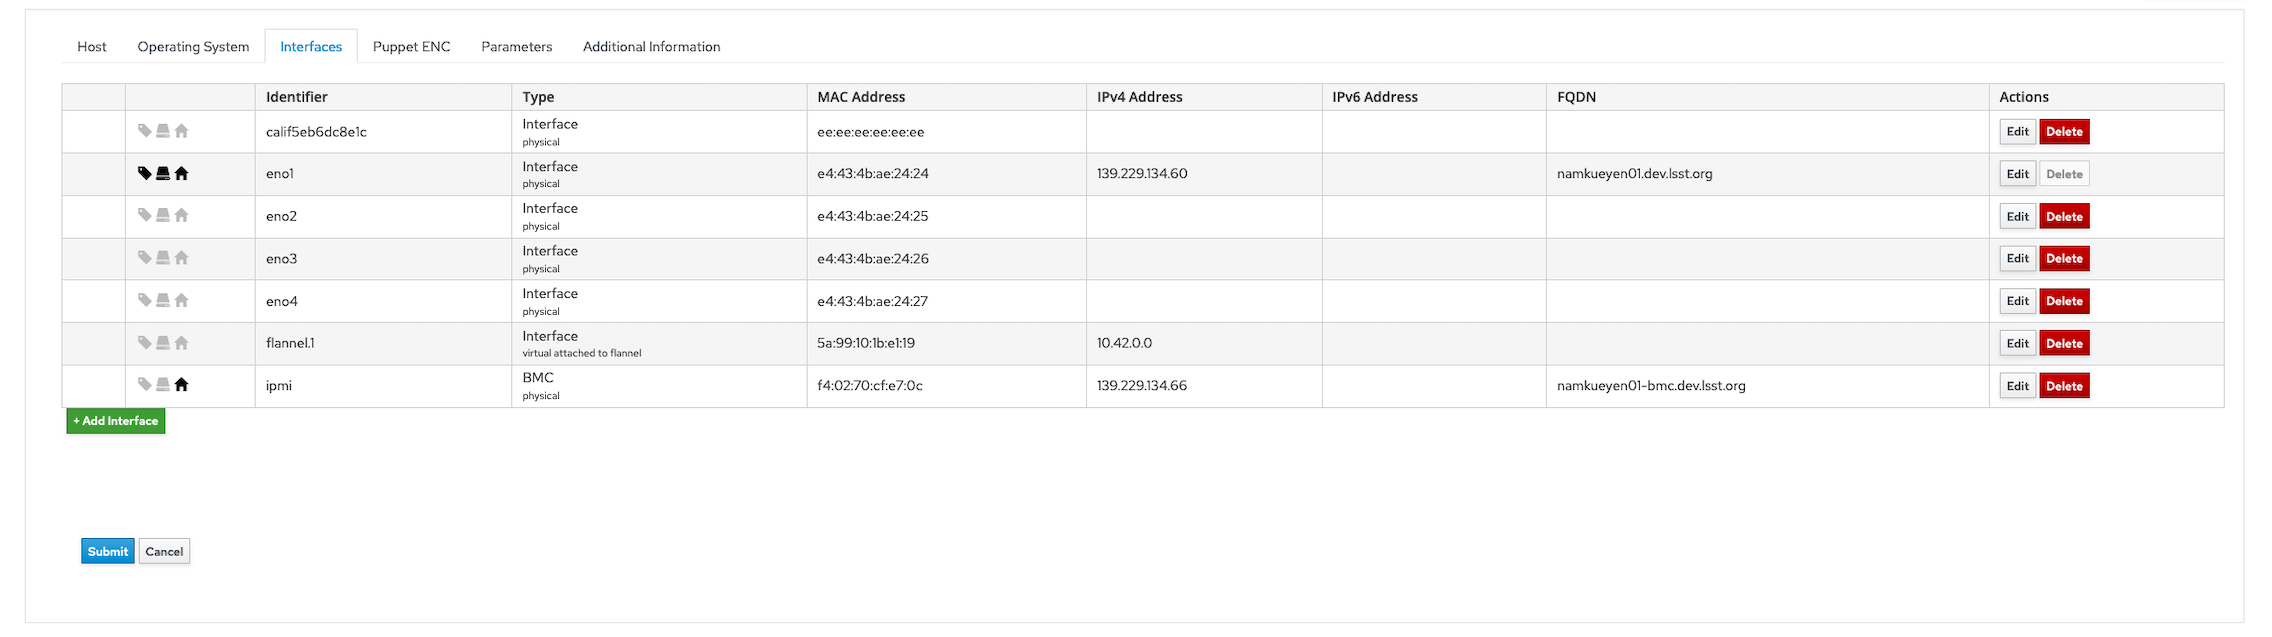 Host Operating System Interfaces Puppet ENC Parameters Additional Information
Identifier Type MAC Address IPv4 Address IPv6 Address FQDN Actions
calif5eb6dc8e1c Interface physical ee:ee:ee:ee:ee:ee Edit Delete
eno1 Interface physical e4:43:4b:ae:24:24 139.229.134.60 namkueyen01.dev.lsst.org Edit Delete
eno2 Interface physical e4:43:4b:ae:24:25 Edit Delete
eno3 Interface physical e4:43:4b:ae:24:26 Edit Delete
eno4 Interface physical e4:43:4b:ae:24:27 Edit Delete
flannel.1 Interface virtual attached to flannel 5a:99:10:1b:e1:19 10.42.0.0 Edit Delete
ipmi BMC physical f4:02:70:cf:e7:0c 139.229.134.66 namkueyen01-bmc.dev.lsst.org Edit Delete
+ Add Interface
Submit Cancel